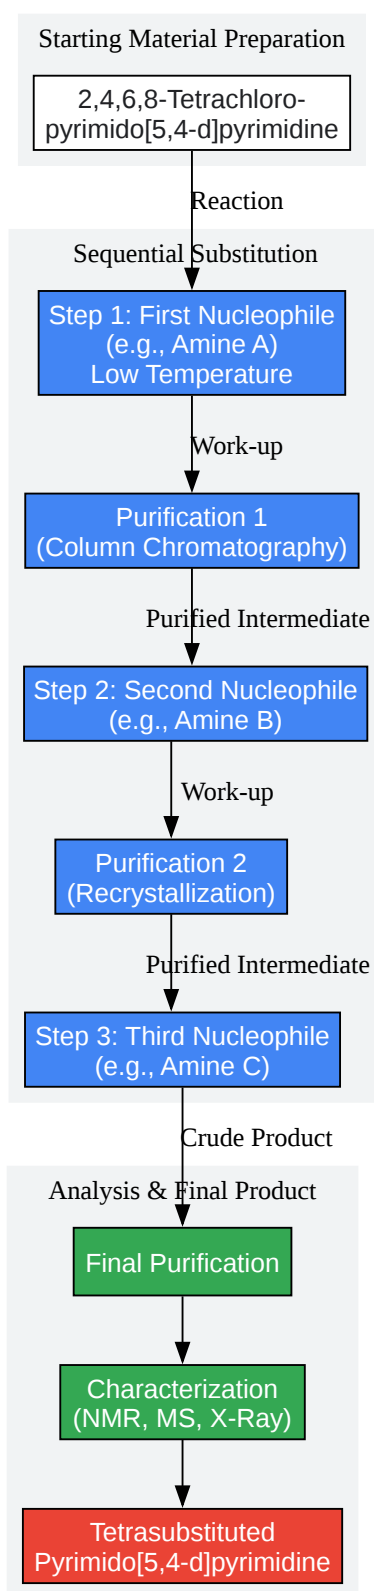 Starting Material Preparation
2,4,6,8-Tetrachloro-
pyrimido[5,4-d]pyrimidine
Reaction
Sequential Substitution
Step 1: First Nucleophile
(e.g., Amine A)
Low Temperature
Work-up
Purification 1
(Column Chromatography)
Purified Intermediate
Step 2: Second Nucleophile
(e.g., Amine B)
Work-up
Purification 2
(Recrystallization)
Purified Intermediate
Step 3: Third Nucleophile
(e.g., Amine C)
Crude Product
Analysis & Final Product
Final Purification
Characterization
(NMR, MS, X-Ray)
Tetrasubstituted
Pyrimido[5,4-d]pyrimidine